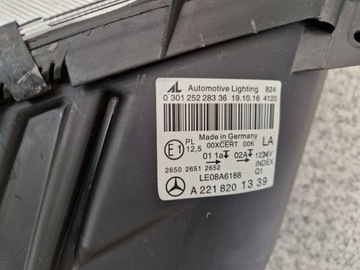 AL Automotive Lighting 824
0 301 252 283 36 19.10.16 4120
Made in Germany
E1 PL 00XCERT 00K LA
12,5
01 1a 02A 12V
2650 2651 2652 INDEX
LE08A6188 Q1
A 221 820 13 39